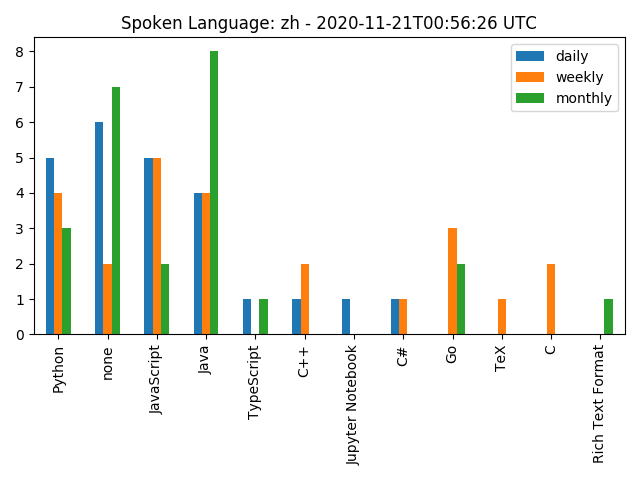 Spoken Language: zh - 2020-11-21T00:56:26 UTC
daily
weekly
monthly
8
7
6
5
4
3
2
1
0
Python
none
JavaScript
Java
TypeScript
C++
Jupyter Notebook
C#
Go
TeX
C
Rich Text Format